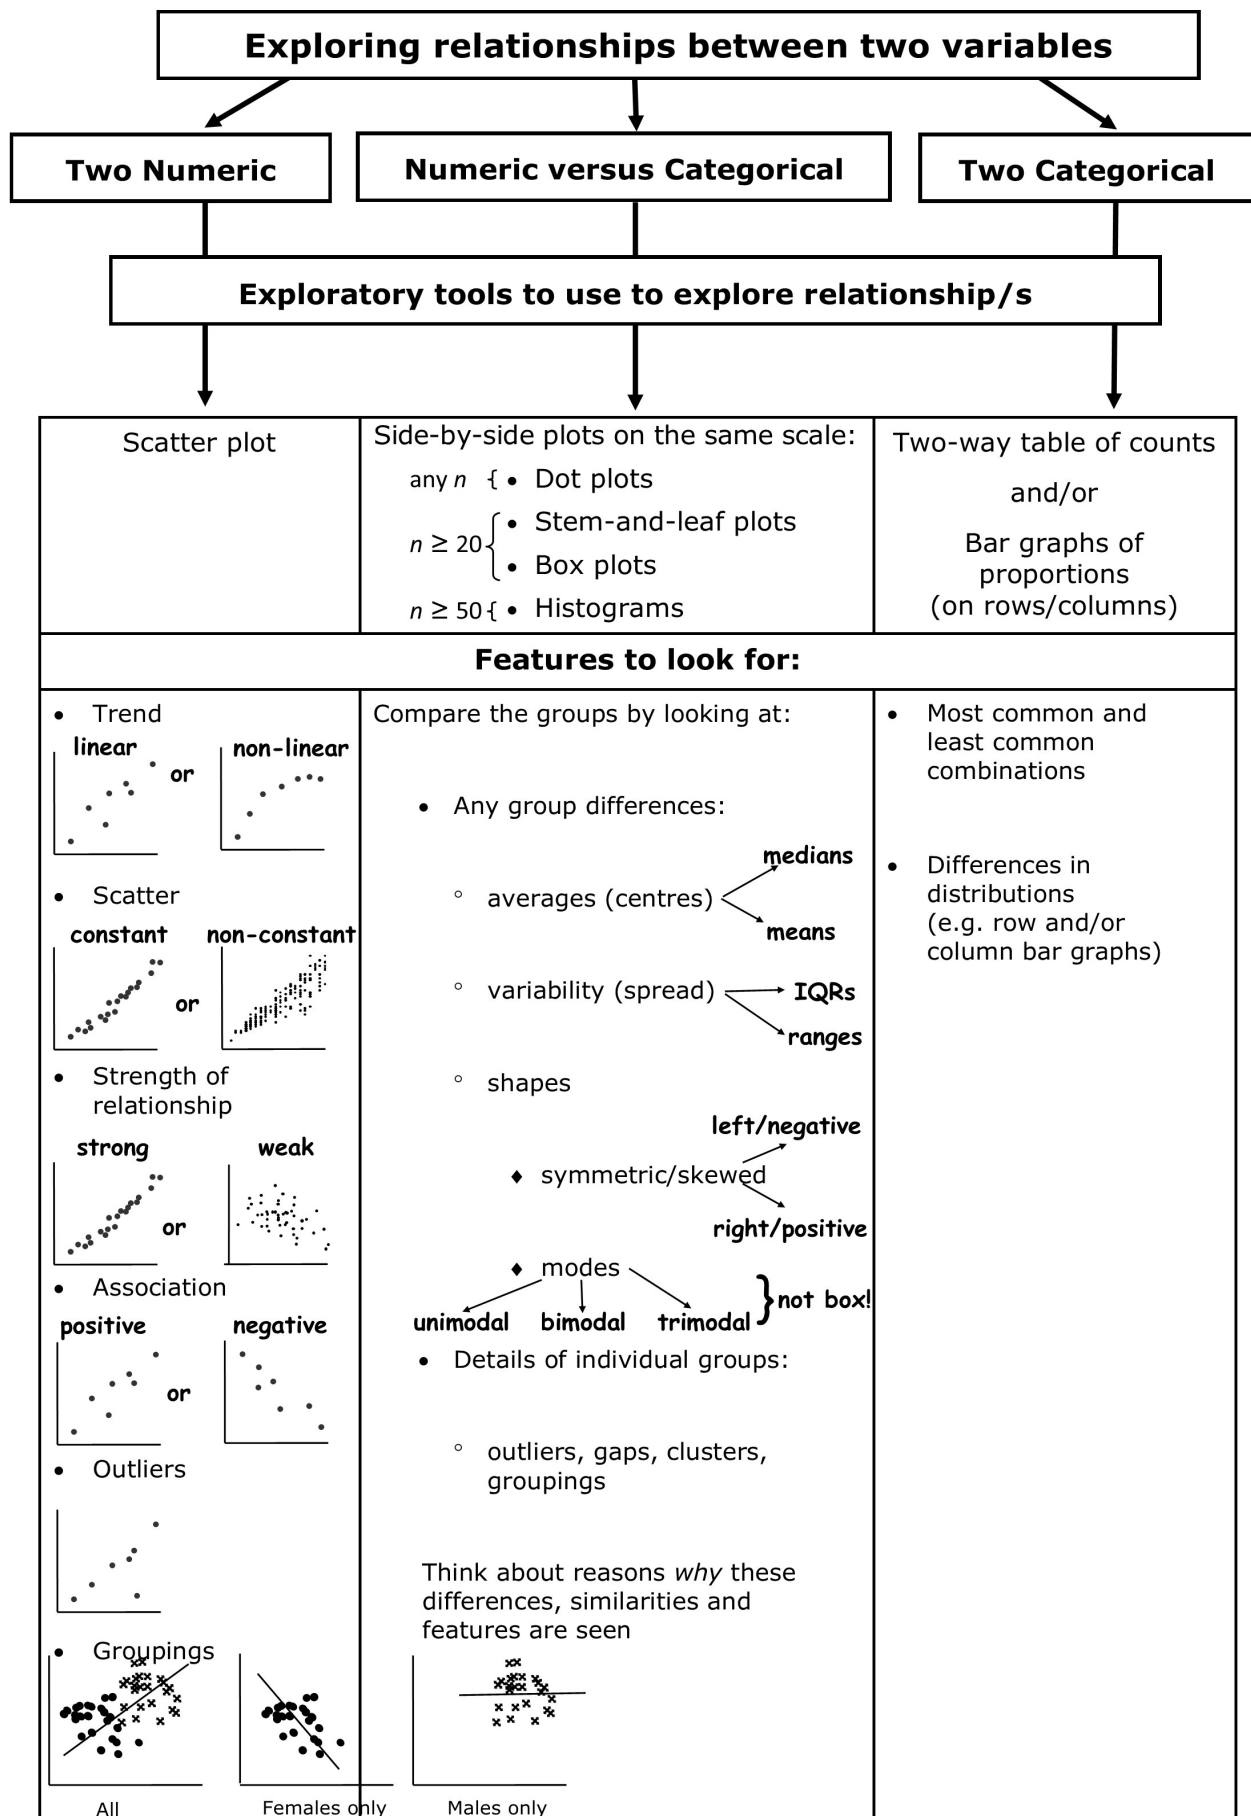 Exploring relationships between two variables
Two Numeric
Numeric versus Categorical
Two Categorical
Exploratory tools to use to explore relationship/s
Scatter plot
Side-by-side plots on the same scale:
any n { • Dot plots
n ≥ 20 { • Stem-and-leaf plots
• Box plots
n ≥ 50 { • Histograms
Two-way table of counts
and/or
Bar graphs of
proportions
(on rows/columns)
Features to look for:
• Trend
linear or non-linear
• Scatter
constant or non-constant
• Strength of
relationship
strong or weak
• Association
positive or negative
• Outliers
• Groupings
All
Females only
Males only
Compare the groups by looking at:
• Any group differences:
medians
○ averages (centres)
means
○ variability (spread) IQRs
ranges
○ shapes
left/negative
♦ symmetric/skewed
right/positive
♦ modes
unimodal bimodal trimodal } not box!
• Details of individual groups:
○ outliers, gaps, clusters,
groupings
Think about reasons why these
differences, similarities and
features are seen
• Most common and
least common
combinations
• Differences in
distributions
(e.g. row and/or
column bar graphs)